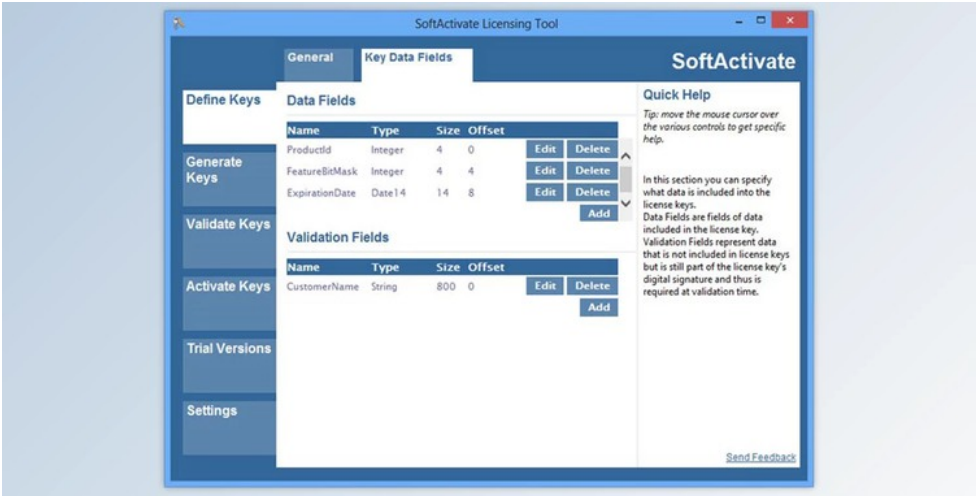 SoftActivate Licensing Tool
General
Key Data Fields
SoftActivate
Define Keys
Generate
Keys
Validate Keys
Activate Keys
Trial Versions
Settings
Data Fields
Name Type Size Offset
ProductId Integer 4 0 Edit Delete
FeatureBitMask Integer 4 4 Edit Delete
ExpirationDate Date14 14 8 Edit Delete
Add
Validation Fields
Name Type Size Offset
CustomerName String 800 0 Edit Delete
Add
Quick Help
Tip: move the mouse cursor over
the various controls to get specific
help.
In this section you can specify
what data is included into the
license keys.
Data Fields are fields of data
included in the license key.
Validation Fields represent data
that is not included in license keys
but is still part of the license key's
digital signature and thus is
required at validation time.
Send Feedback